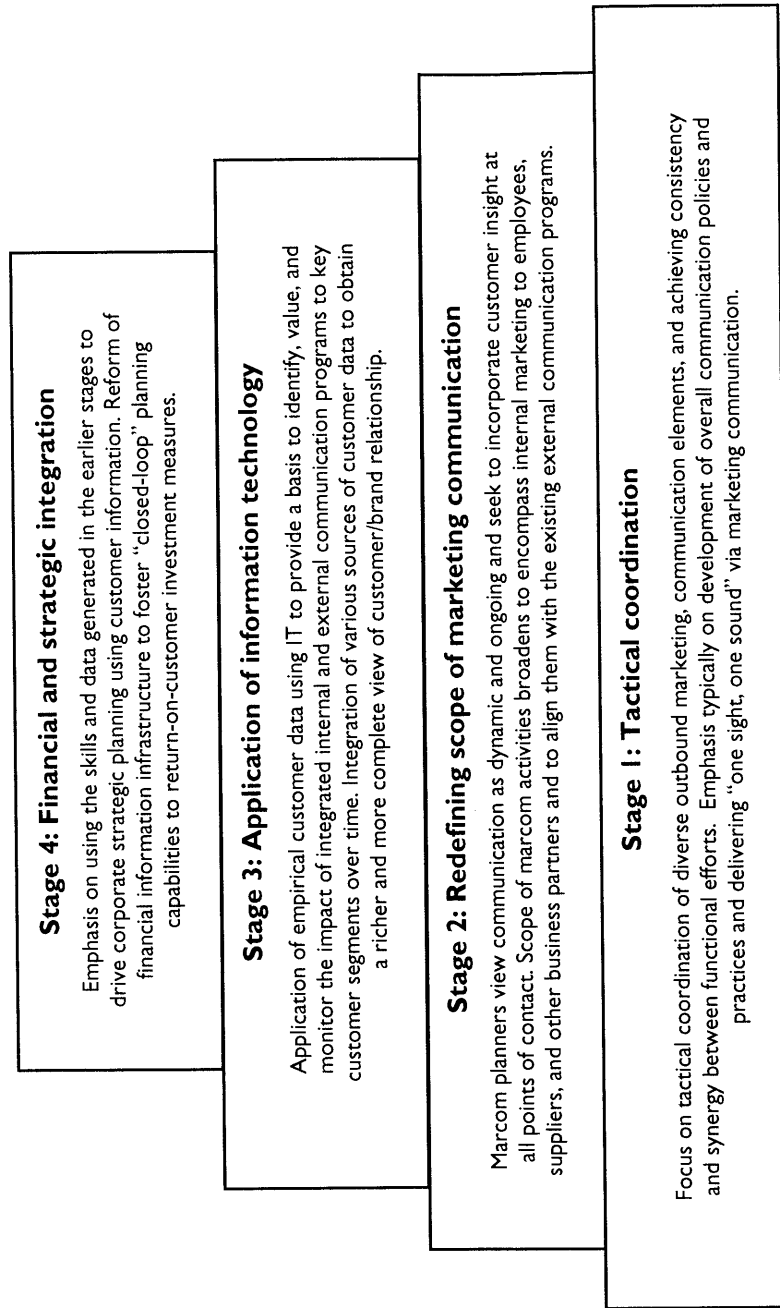 Stage 4: Financial and strategic integration
Emphasis on using the skills and data generated in the earlier stages to
drive corporate strategic planning using customer information. Reform of
financial information infrastructure to foster “closed-loop” planning
capabilities to return-on-customer investment measures.
Stage 3: Application of information technology
Application of empirical customer data using IT to provide a basis to identify, value, and
monitor the impact of integrated internal and external communication programs to key
customer segments over time. Integration of various sources of customer data to obtain
a richer and more complete view of customer/brand relationship.
Stage 2: Redefining scope of marketing communication
Marcom planners view communication as dynamic and ongoing and seek to incorporate customer insight at
all points of contact. Scope of marcom activities broadens to encompass internal marketing to employees,
suppliers, and other business partners and to align them with the existing external communication programs.
Stage 1: Tactical coordination
Focus on tactical coordination of diverse outbound marketing, communication elements, and achieving consistency
and synergy between functional efforts. Emphasis typically on development of overall communication policies and
practices and delivering “one sight, one sound” via marketing communication.